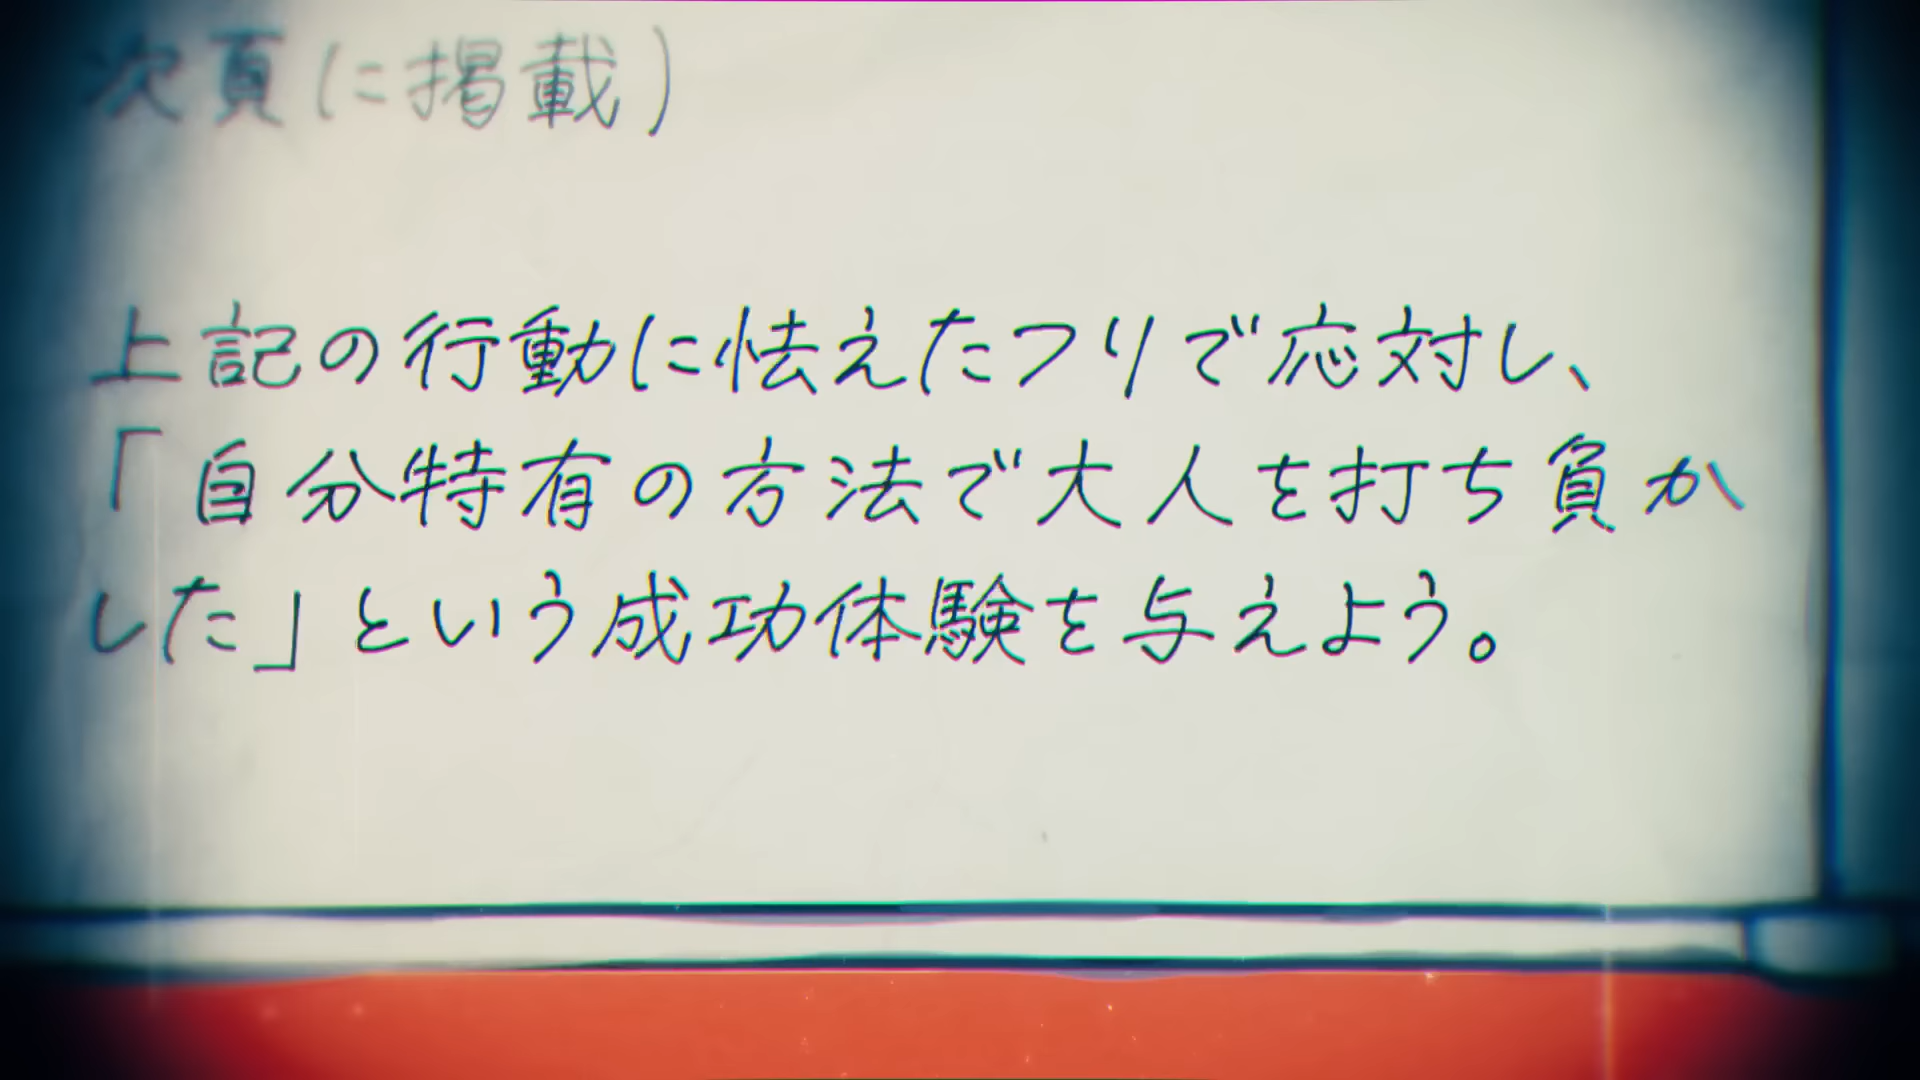 次頁に掲載)
上記の行動に怯えたフリで応対し、
「自分特有の方法で大人を打ち負か
した」という成功体験を与えよう。